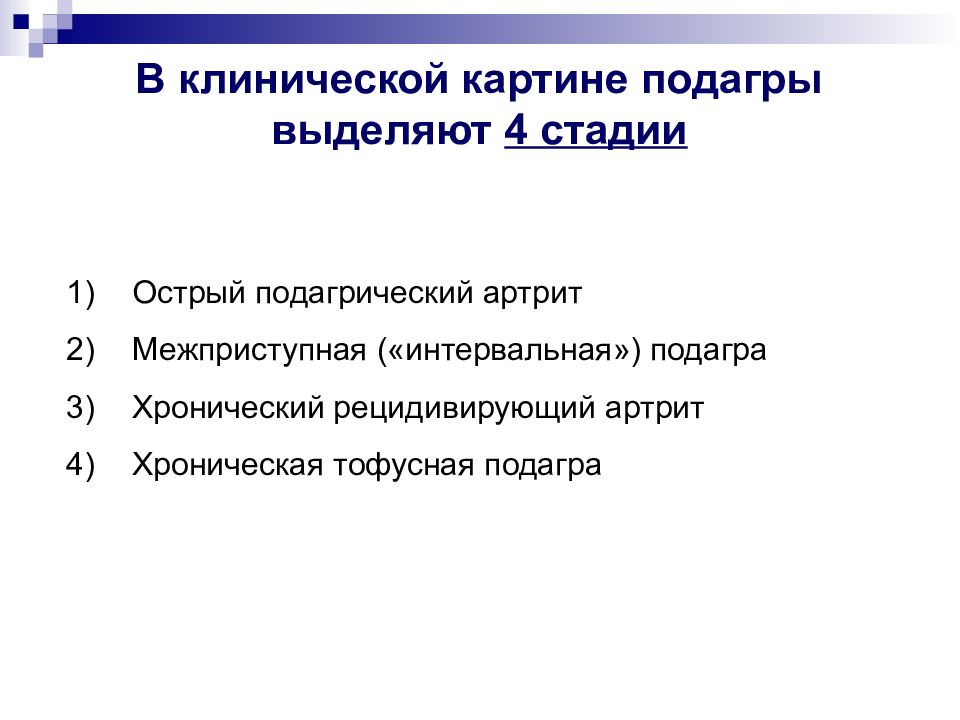 В клинической картине подагры
выделяют 4 стадии
1) Острый подагрический артрит
2) Межприступная («интервальная») подагра
3) Хронический рецидивирующий артрит
4) Хроническая тофусная подагра